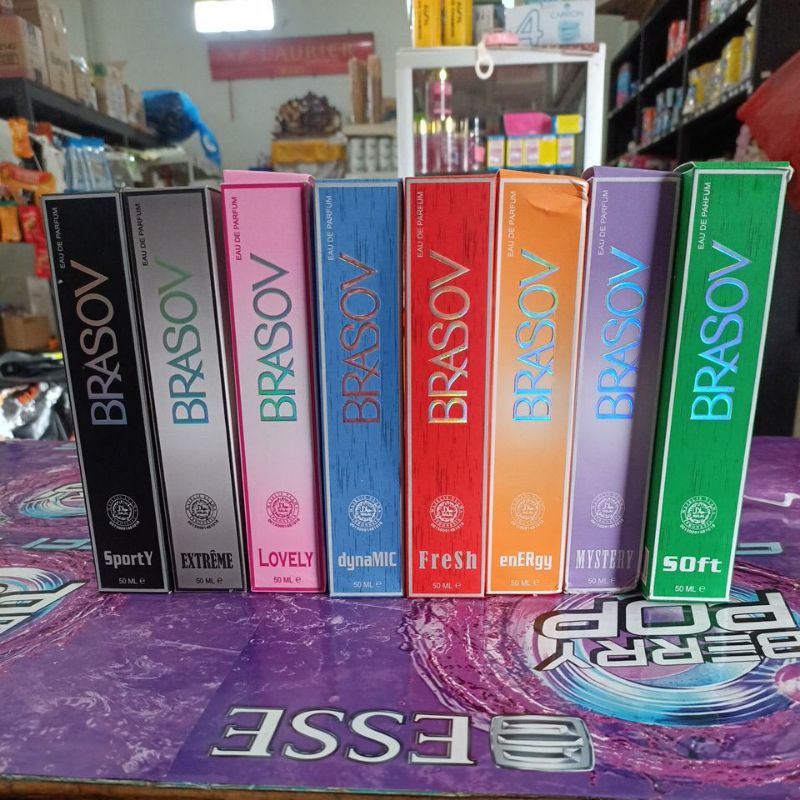 LAURIER
4 CARBON
EAU DE PARFUM
BRASOV
SportY
50 ML e
EAU DE PARFUM
BRASOV
EXTRÊME
50 ML e
EAU DE PARFUM
BRASOV
LOVELY
50 ML e
EAU DE PARFUM
BRASOV
dynaMIC
50 ML e
EAU DE PARFUM
BRASOV
FreSh
50 ML e
EAU DE PARFUM
BRASOV
enERgy
50 ML e
EAU DE PARFUM
BRASOV
MYSTERY
50 ML e
EAU DE PARFUM
BRASOV
SOft
50 ML e
BERRY
POP
ESSE